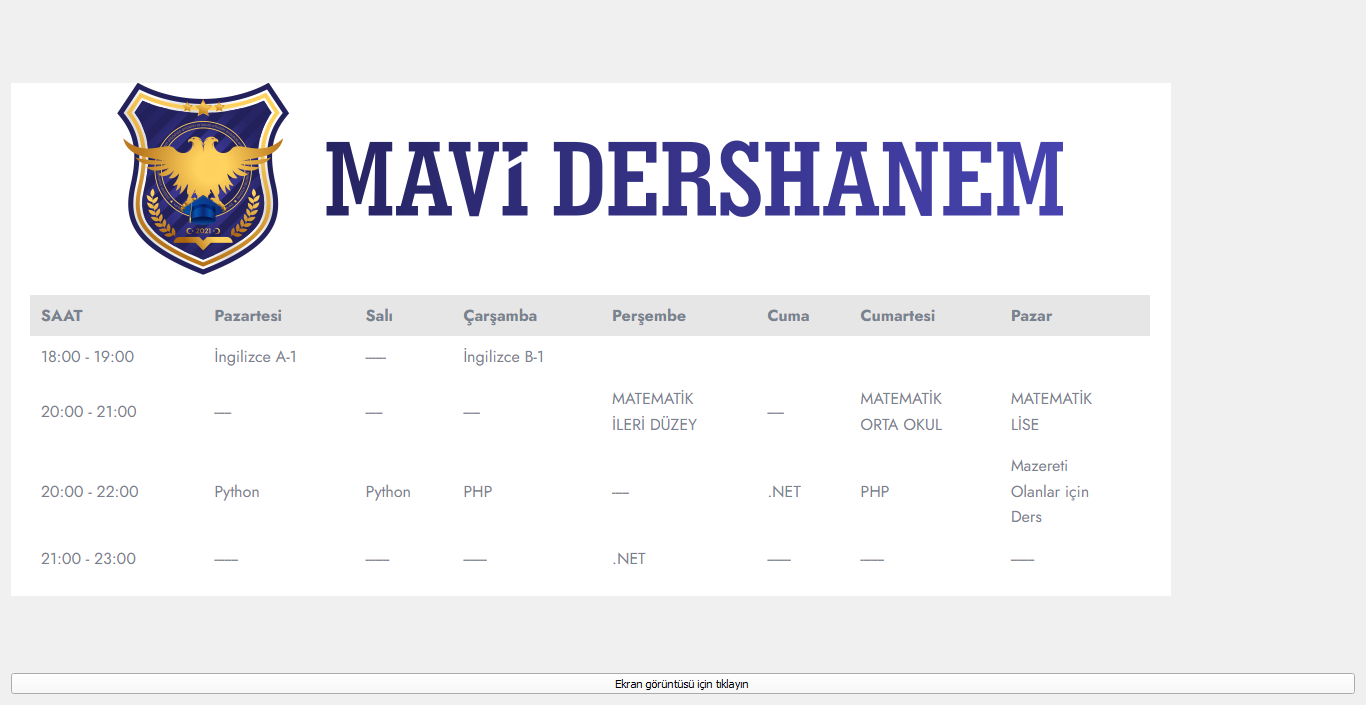 MAVİ DERSHANEM
2021
SAAT Pazartesi Salı Çarşamba Perşembe Cuma Cumartesi Pazar
18:00 - 19:00 İngilizce A-1 ---- İngilizce B-1
20:00 - 21:00 ---- ---- ---- MATEMATİK İLERİ DÜZEY ---- MATEMATİK ORTA OKUL MATEMATİK LİSE
20:00 - 22:00 Python Python PHP ---- .NET PHP Mazereti Olanlar için Ders
21:00 - 23:00 ---- ---- ---- .NET ---- ---- ----
Ekran görüntüsü için tıklayın